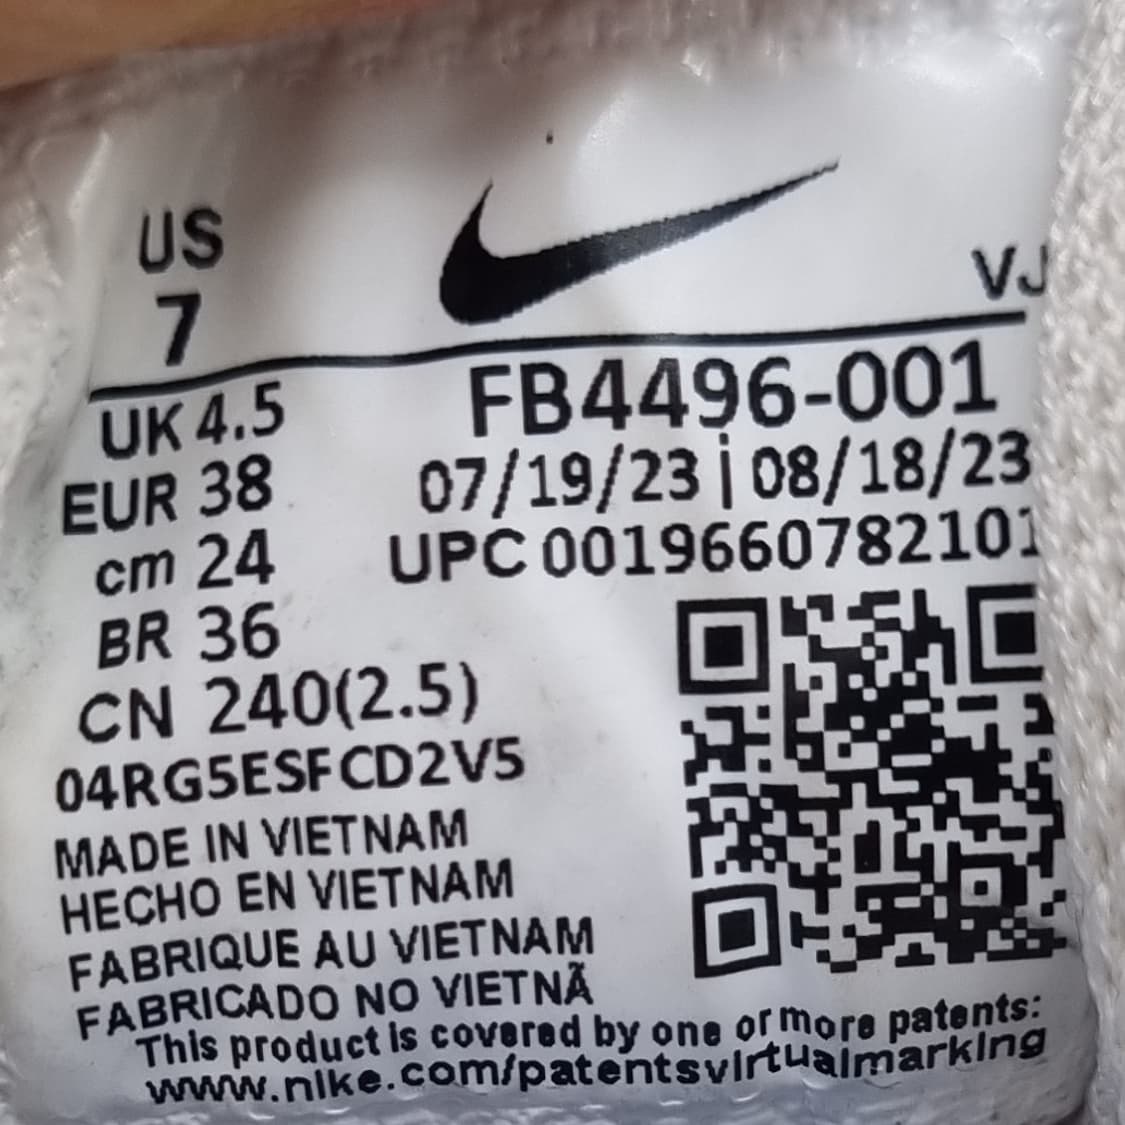 US
7
VJ
UK 4.5
FB4496-001
EUR 38
07/19/23 | 08/18/23
cm 24
UPC 0019660782101
BR 36
CN 240(2.5)
04RG5ESFCD2V5
MADE IN VIETNAM
HECHO EN VIETNAM
FABRIQUE AU VIETNAM
FABRICADO NO VIETNÃ
This product is covered by one or more patents:
www.nike.com/patentsvirtualmarking